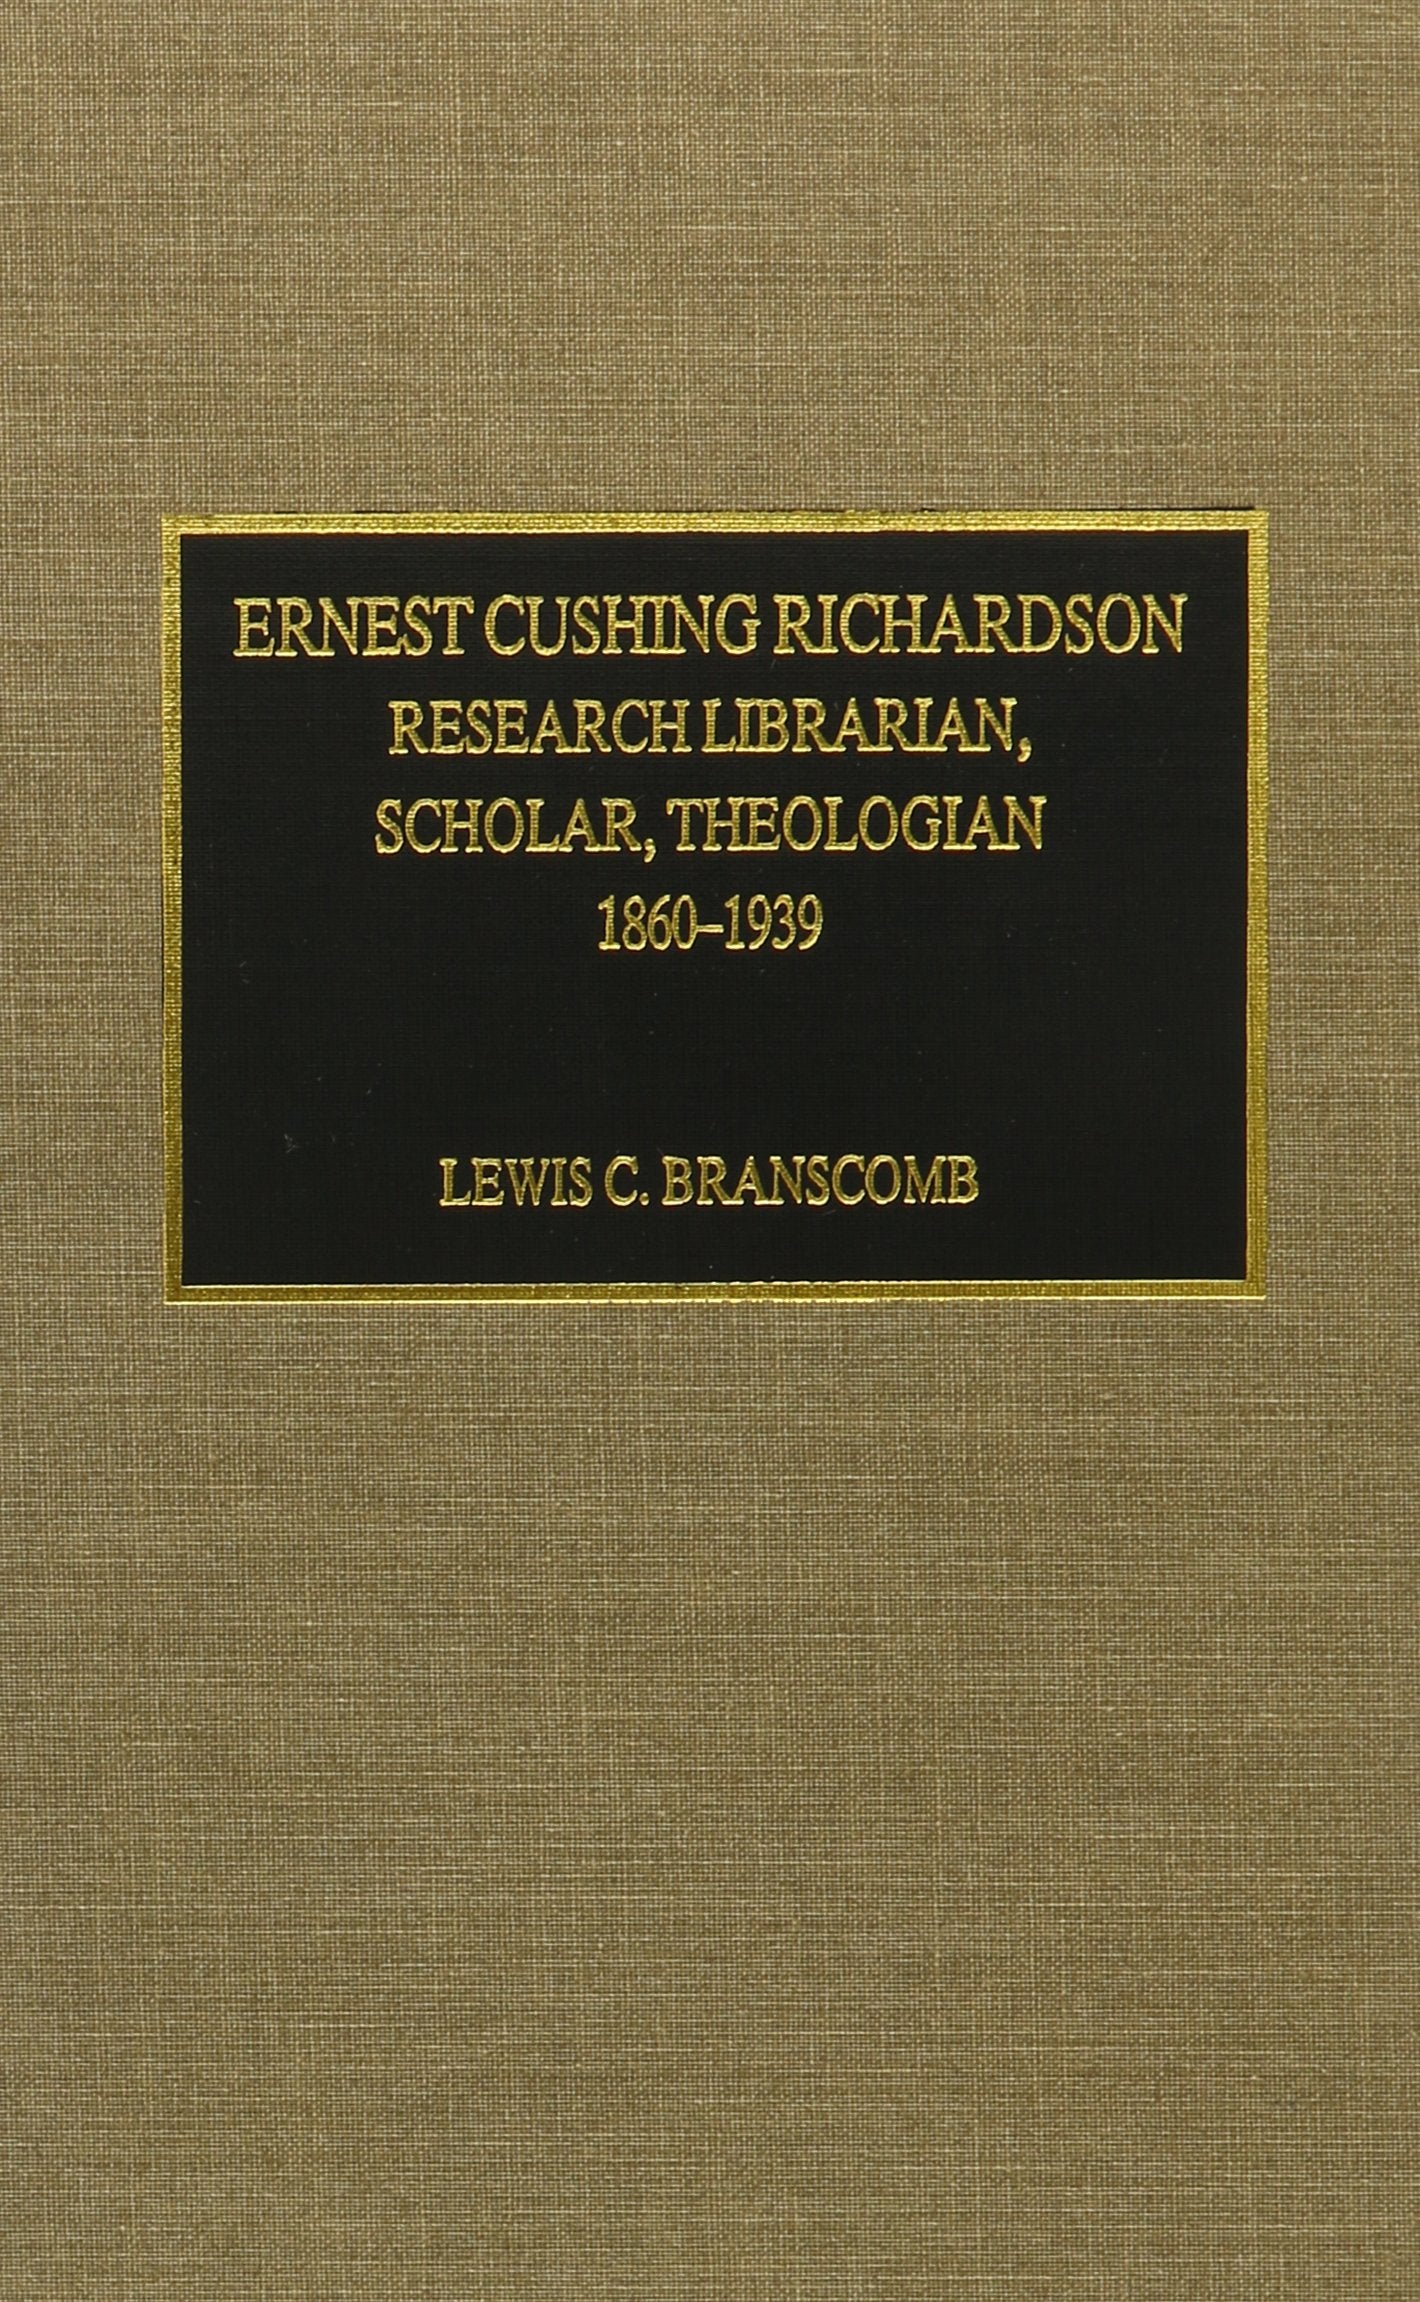 ERNEST CUSHING RICHARDSON
RESEARCH LIBRARIAN,
SCHOLAR, THEOLOGIAN
1860–1939
LEWIS C. BRANSCOMB